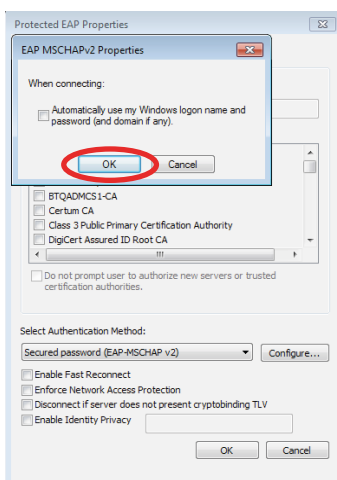 Protected EAP Properties
EAP MSCHAPv2 Properties
When connecting:
Automatically use my Windows logon name and
password (and domain if any).
OK
Cancel
BTQADMCS1-CA
Certum CA
Class 3 Public Primary Certification Authority
DigiCert Assured ID Root CA
Do not prompt user to authorize new servers or trusted
certification authorities.
Select Authentication Method:
Secured password (EAP-MSCHAP v2)
Configure...
Enable Fast Reconnect
Enforce Network Access Protection
Disconnect if server does not present cryptobinding TLV
Enable Identity Privacy
OK
Cancel